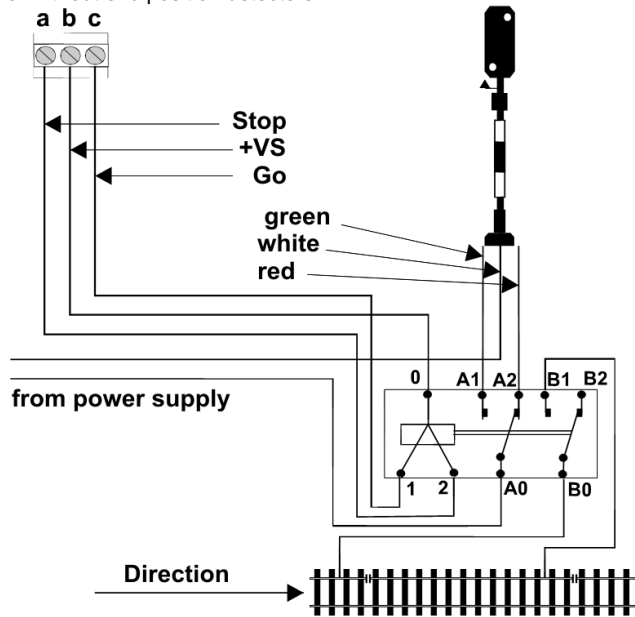 a b c
Stop
+VS
Go
green
white
red
0 A1 A2 B1 B2
from power supply
1 2 A0 B0
Direction